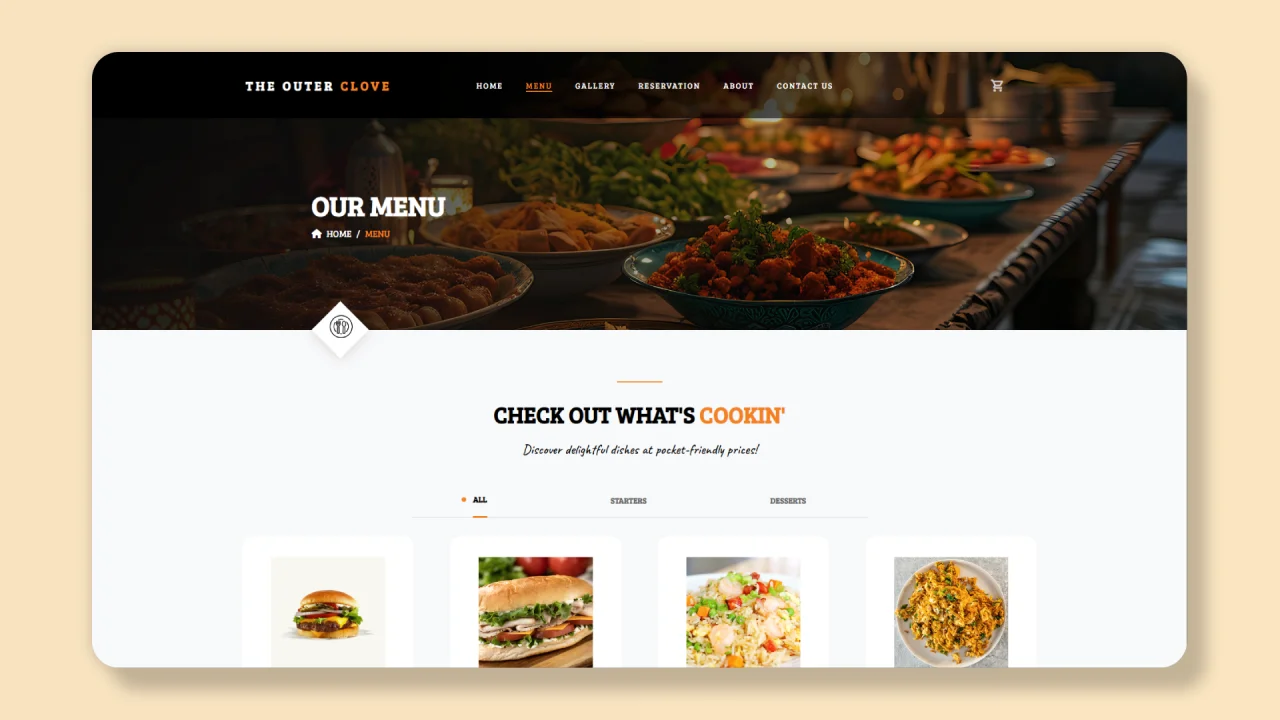 THE OUTER CLOVE
HOME MENU GALLERY RESERVATION ABOUT CONTACT US
OUR MENU
HOME / MENU
CHECK OUT WHAT'S COOKIN'
Discover delightful dishes at pocket-friendly prices!
ALL STARTERS DESSERTS